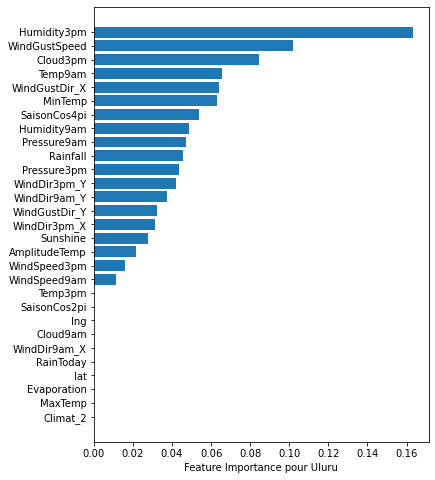 Humidity3pm
WindGustSpeed
Cloud3pm
Temp9am
WindGustDir_X
MinTemp
SaisonCos4pi
Humidity9am
Pressure9am
Rainfall
Pressure3pm
WindDir3pm_Y
WindDir9am_Y
WindGustDir_Y
WindDir3pm_X
Sunshine
AmplitudeTemp
WindSpeed3pm
WindSpeed9am
Temp3pm
SaisonCos2pi
lng
Cloud9am
WindDir9am_X
RainToday
lat
Evaporation
MaxTemp
Climat_2
0.00 0.02 0.04 0.06 0.08 0.10 0.12 0.14 0.16
Feature Importance pour Uluru